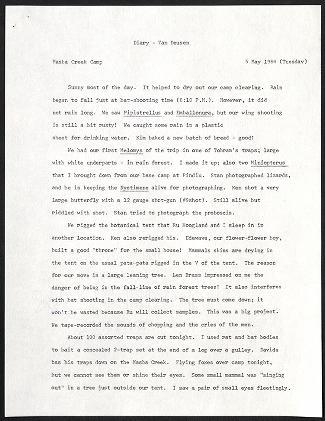 Diary - Van Deusen
Masba Creek Camp 5 May 1964 (Tuesday)
Sunny most of the day. It helped to dry out our camp clearing. Rain
began to fall just at bat-shooting time (6:10 P.M.). However, it did
not rain long. We saw Pipistrellus and Emballonura, but our wing shooting
is still a bit rusty! We caught some rain in a plastic
sheet for drinking water. Kim baked a new batch of bread - good!
We had our first Melomys of the trip in one of Tohran's traps; large
with white underparts - in rain forest. I made it up; also two Miniopterus
that I brought down from our base camp at Pindiu. Stan photographed lizards,
and he is keeping the alive for photographing. Ken shot a very
large butterfly with a 12 gauge shot-gun (#9shot). Still alive but
riddled with shot. Stan tried to photograph the proboscis.
We rigged the botanical tent that Ru Hoogland and I sleep in in
another location. Ken also rerigged his. our flower-flower boy,
built a good "throne" for the small house! Mammals skins are drying in
the tent on the usual pata-pata rigged in the V of the tent. The reason
for our move is a large leaning tree. Len Brass impressed on me the
danger of being in the fall-line of rain forest trees! It also interferes
with bat shooting in the camp clearing. The tree must come down; it
won't be wasted because Ru will collect samples. This was a big project.
We tape-recorded the sounds of chopping and the cries of the men.
About 100 assorted traps are out tonight. I used rat and bat bodies
to bait a concealed 2-trap set at the end of a log over a gulley. Davids
has his traps down on the Masba Creek. Flying foxes over camp tonight,
but we cannot see them or shine their eyes. Some small mammal was "singing
out" in a tree just outside our tent. I saw a pair of small eyes fleetingly.